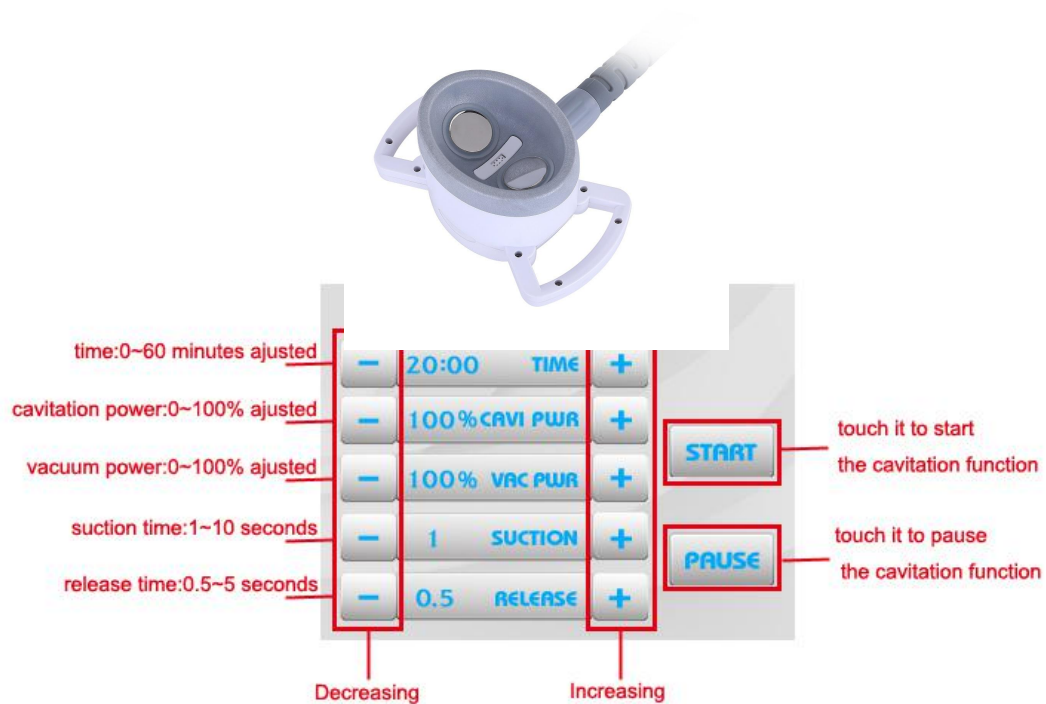 time:0~60 minutes ajusted
− 20:00 TIME +
cavitation power:0~100% ajusted
− 100% CAVI PWR +
vacuum power:0~100% ajusted
− 100% VAC PWR +
suction time:1~10 seconds
− 1 SUCTION +
release time:0.5~5 seconds
− 0.5 RELEASE +
START
touch it to start
the cavitation function
PAUSE
touch it to pause
the cavitation function
Decreasing
Increasing